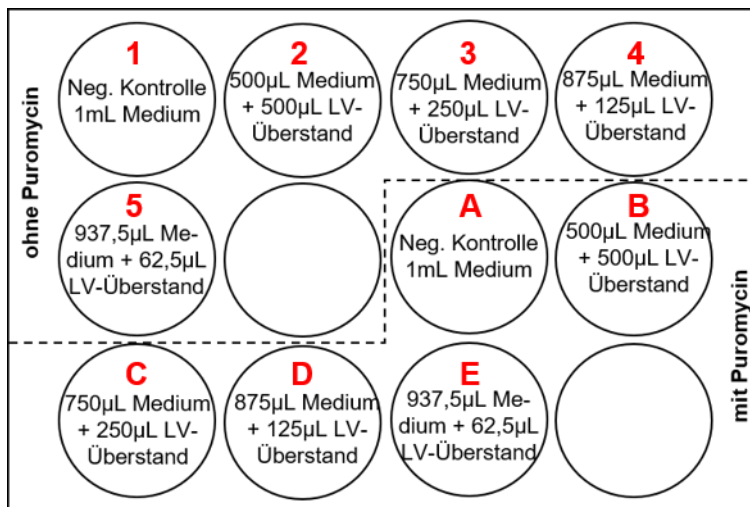 ohne Puromycin
1
Neg. Kontrolle
1mL Medium
2
500µL Medium
+ 500µL LV-
Überstand
3
750µL Medium
+ 250µL LV-
Überstand
4
875µL Medium
+ 125µL LV-
Überstand
5
937,5µL Me-
dium + 62,5µL
LV-Überstand
A
Neg. Kontrolle
1mL Medium
B
500µL Medium
+ 500µL LV-
Überstand
C
750µL Medium
+ 250µL LV-
Überstand
D
875µL Medium
+ 125µL LV-
Überstand
E
937,5µL Me-
dium + 62,5µL
LV-Überstand
mit Puromycin